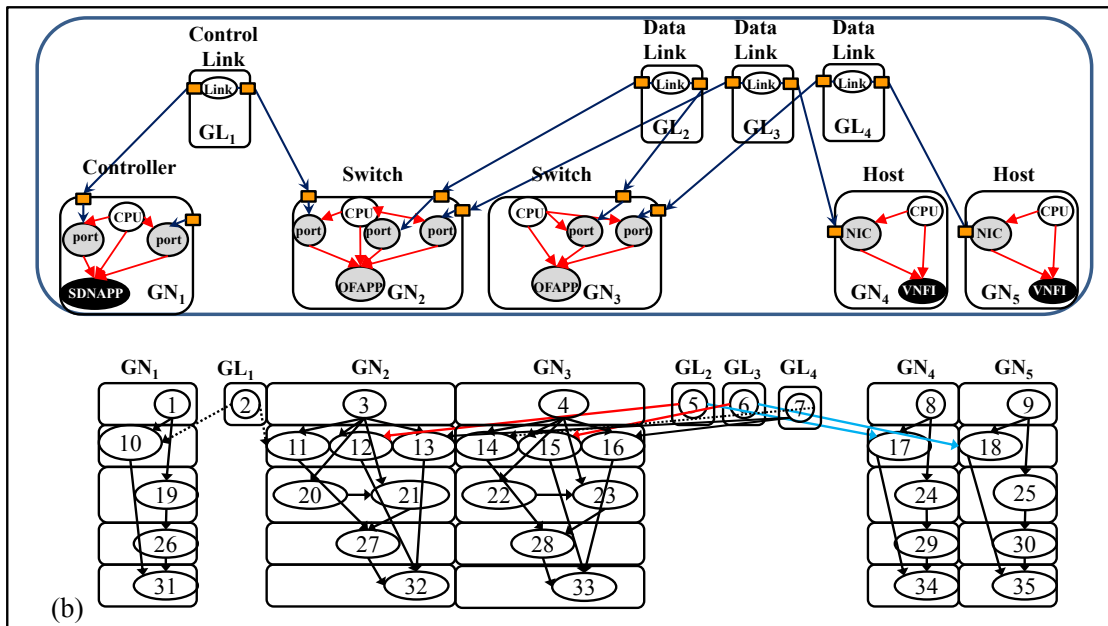 Control Link
Data Link
Data Link
Data Link
Link
Link
Link
Link
GL1
GL2
GL3
GL4
Controller
Switch
Switch
Host
Host
CPU
port
port
SDNAPP
GN1
CPU
port
port
port
OFAPP
GN2
CPU
port
port
OFAPP
GN3
CPU
NIC
VNFI
GN4
CPU
NIC
VNFI
GN5
GN1
GL1
GN2
GN3
GL2
GL3
GL4
GN4
GN5
1
2
3
4
5
6
7
8
9
10
11
12
13
14
15
16
17
18
19
20
21
22
23
24
25
26
27
28
29
30
31
32
33
34
35
(b)